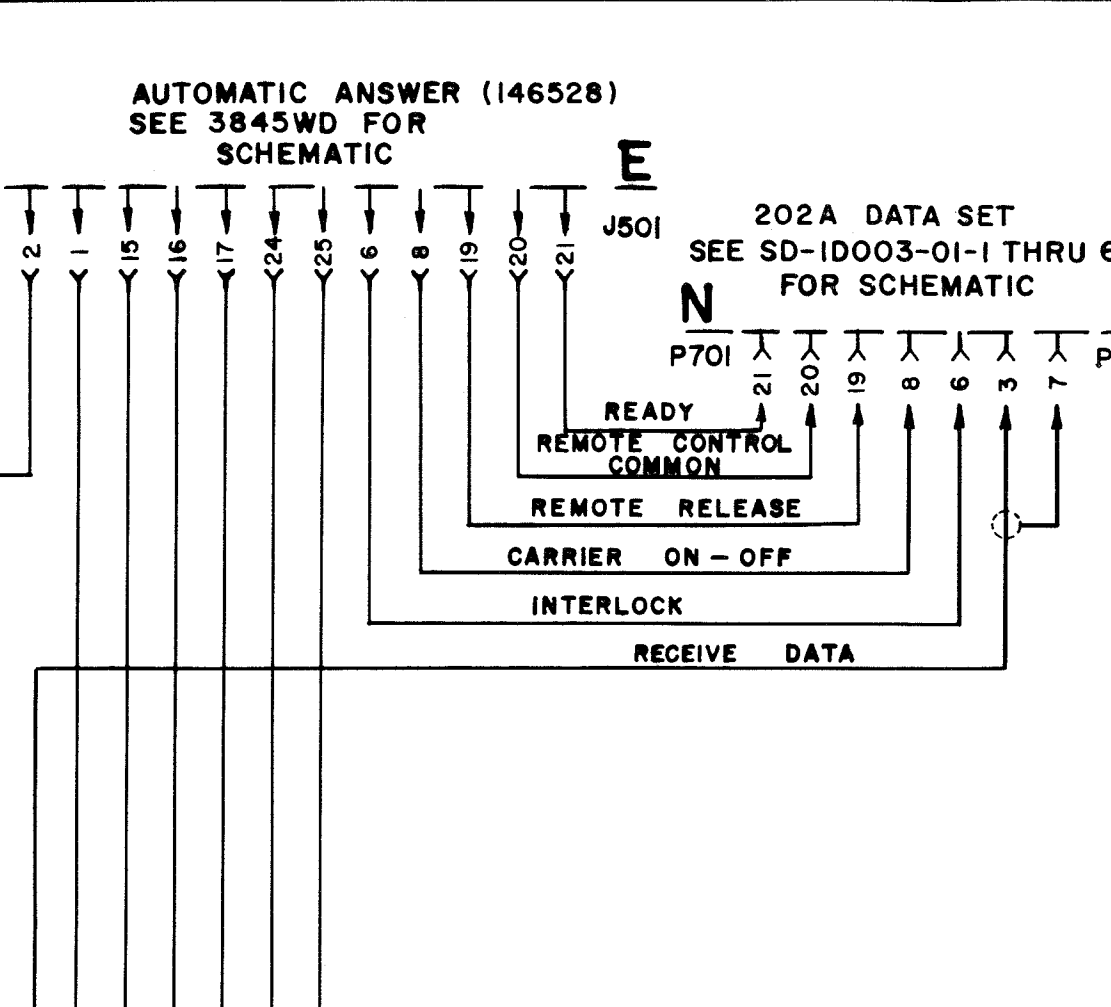 AUTOMATIC ANSWER (146528)
SEE 3845WD FOR
SCHEMATIC
E
J501
2 1 15 16 17 24 25 6 8 19 20 21
202A DATA SET
SEE SD-1D003-01-1 THRU 6
FOR SCHEMATIC
N
P701
21 20 19 8 6 3 7
P
READY
REMOTE CONTROL
COMMON
REMOTE RELEASE
CARRIER ON-OFF
INTERLOCK
RECEIVE DATA